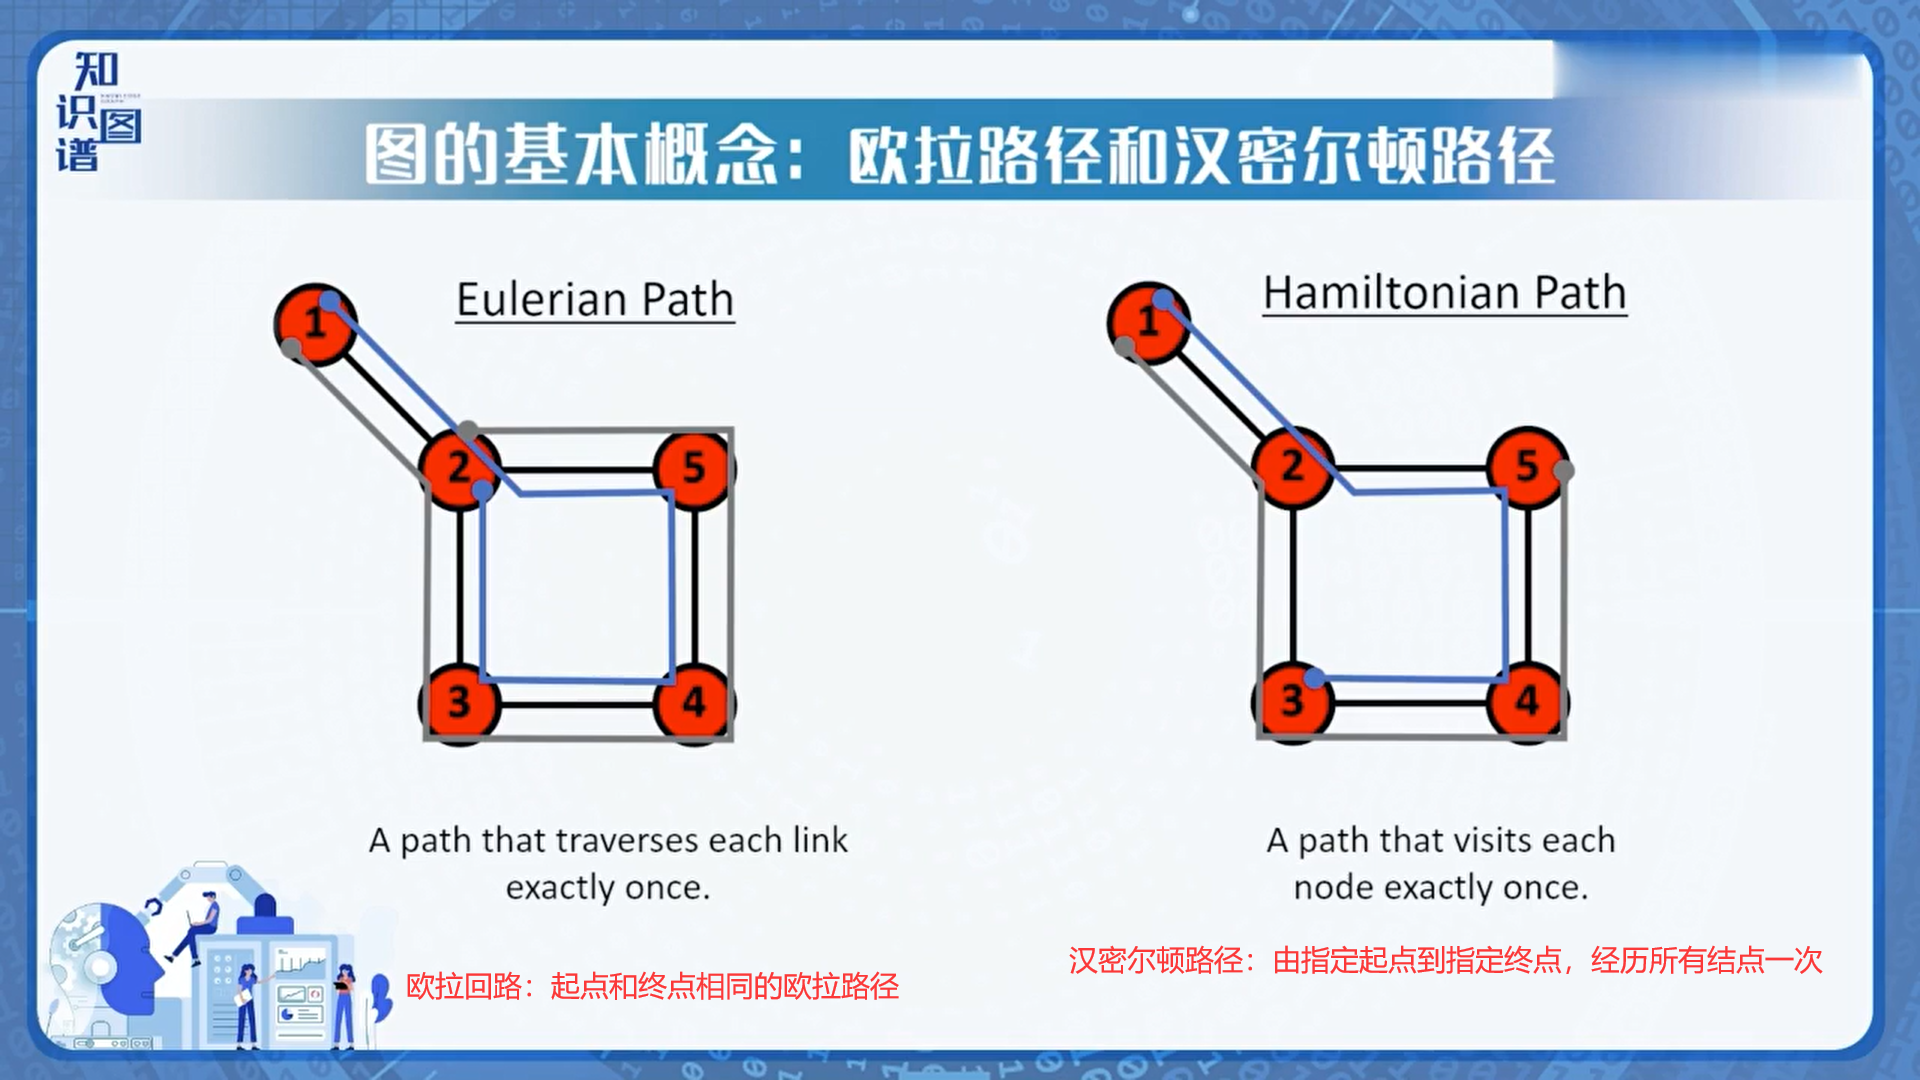 知识图谱
图的基本概念：欧拉路径和汉密尔顿路径
Eulerian Path
1
2
5
3
4
A path that traverses each link
exactly once.
欧拉回路：起点和终点相同的欧拉路径
Hamiltonian Path
1
2
5
3
4
A path that visits each
node exactly once.
汉密尔顿路径：由指定起点到指定终点，经历所有结点一次